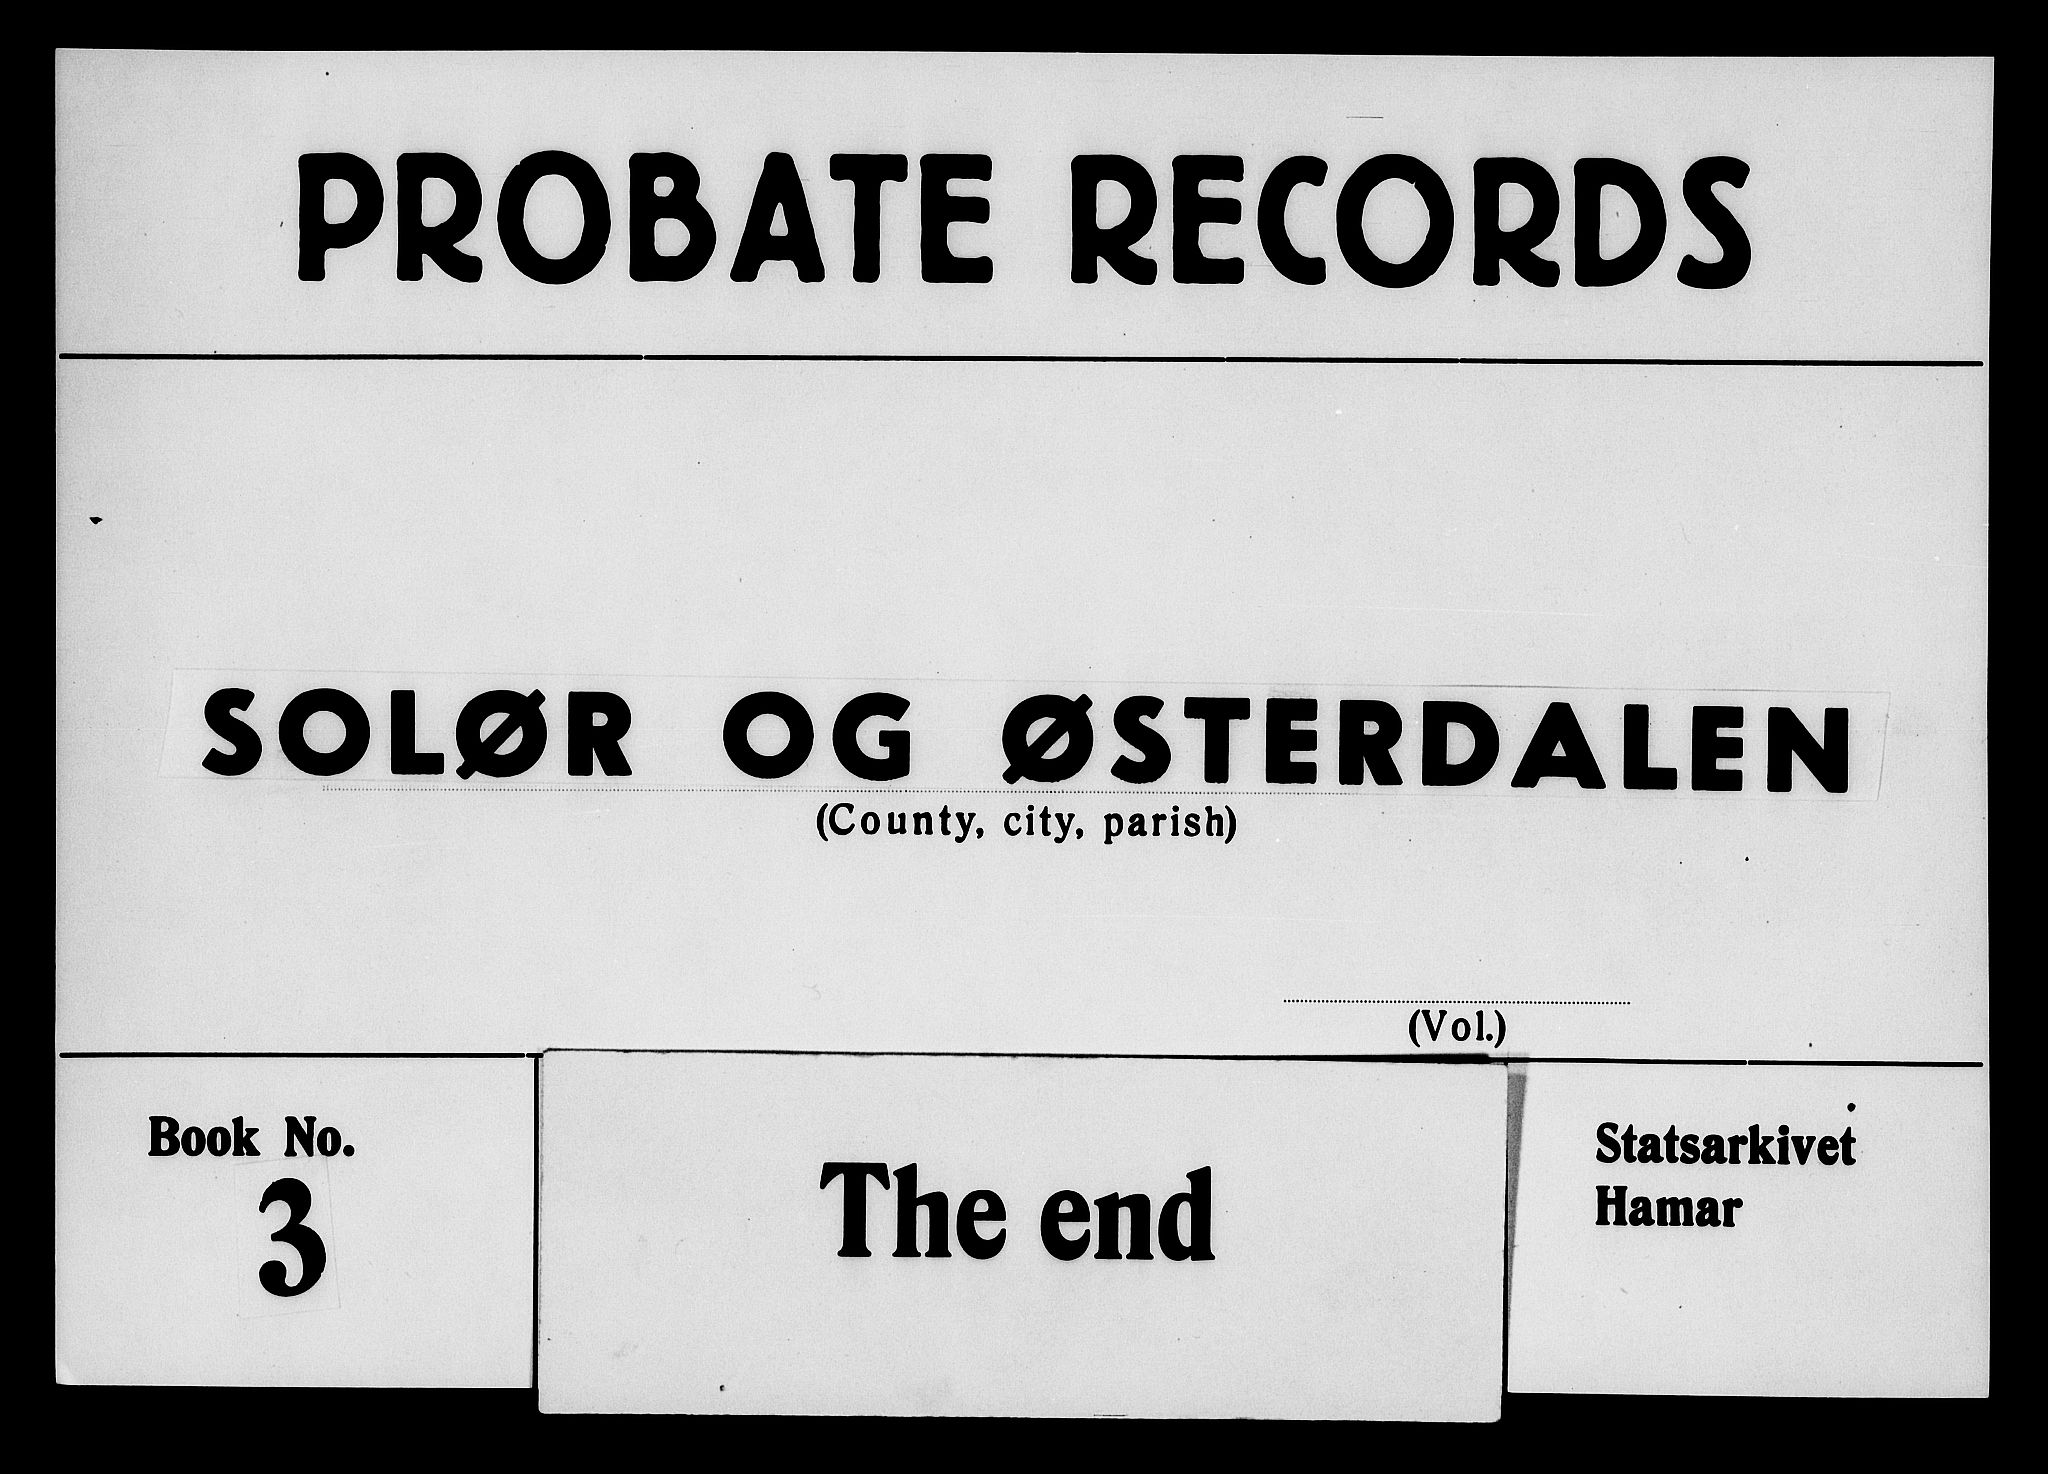 PROBATE RECORDS
SOLØR OG ØSTERDALEN
(County, city, parish)
(Vol.)
Book No.
3
The end
Statsarkivet
Hamar